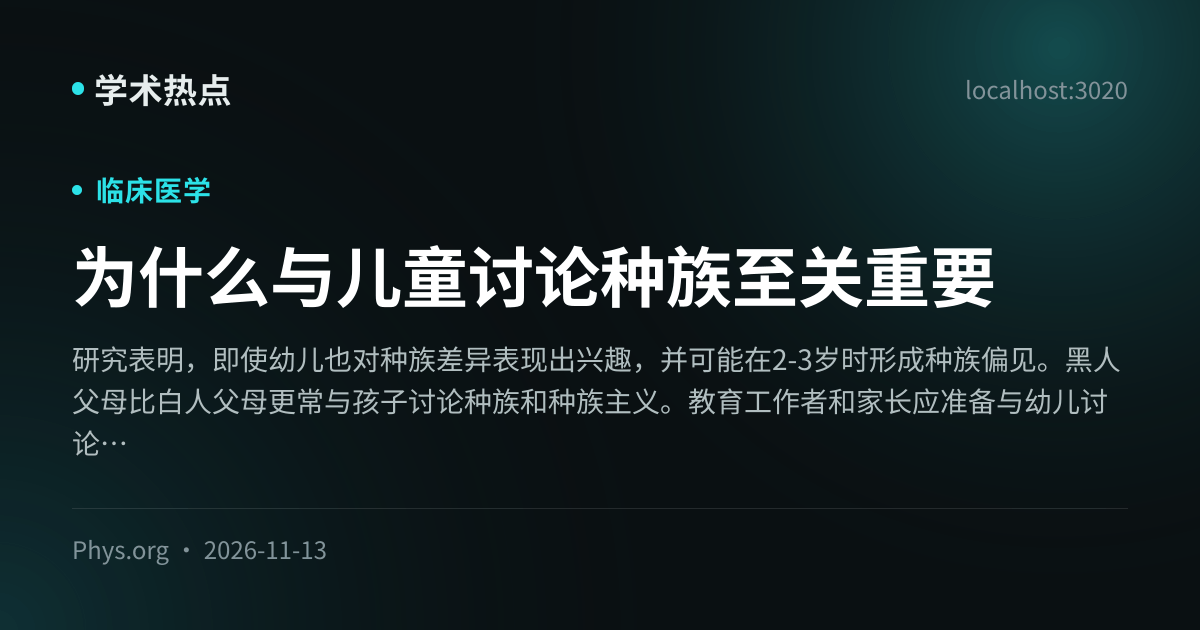 学术热点
localhost:3020
临床医学
为什么与儿童讨论种族至关重要
研究表明，即使幼儿也对种族差异表现出兴趣，并可能在2-3岁时形成种族偏见。黑人
父母比白人父母更常与孩子讨论种族和种族主义。教育工作者和家长应准备与幼儿讨
论…
Phys.org • 2026-11-13